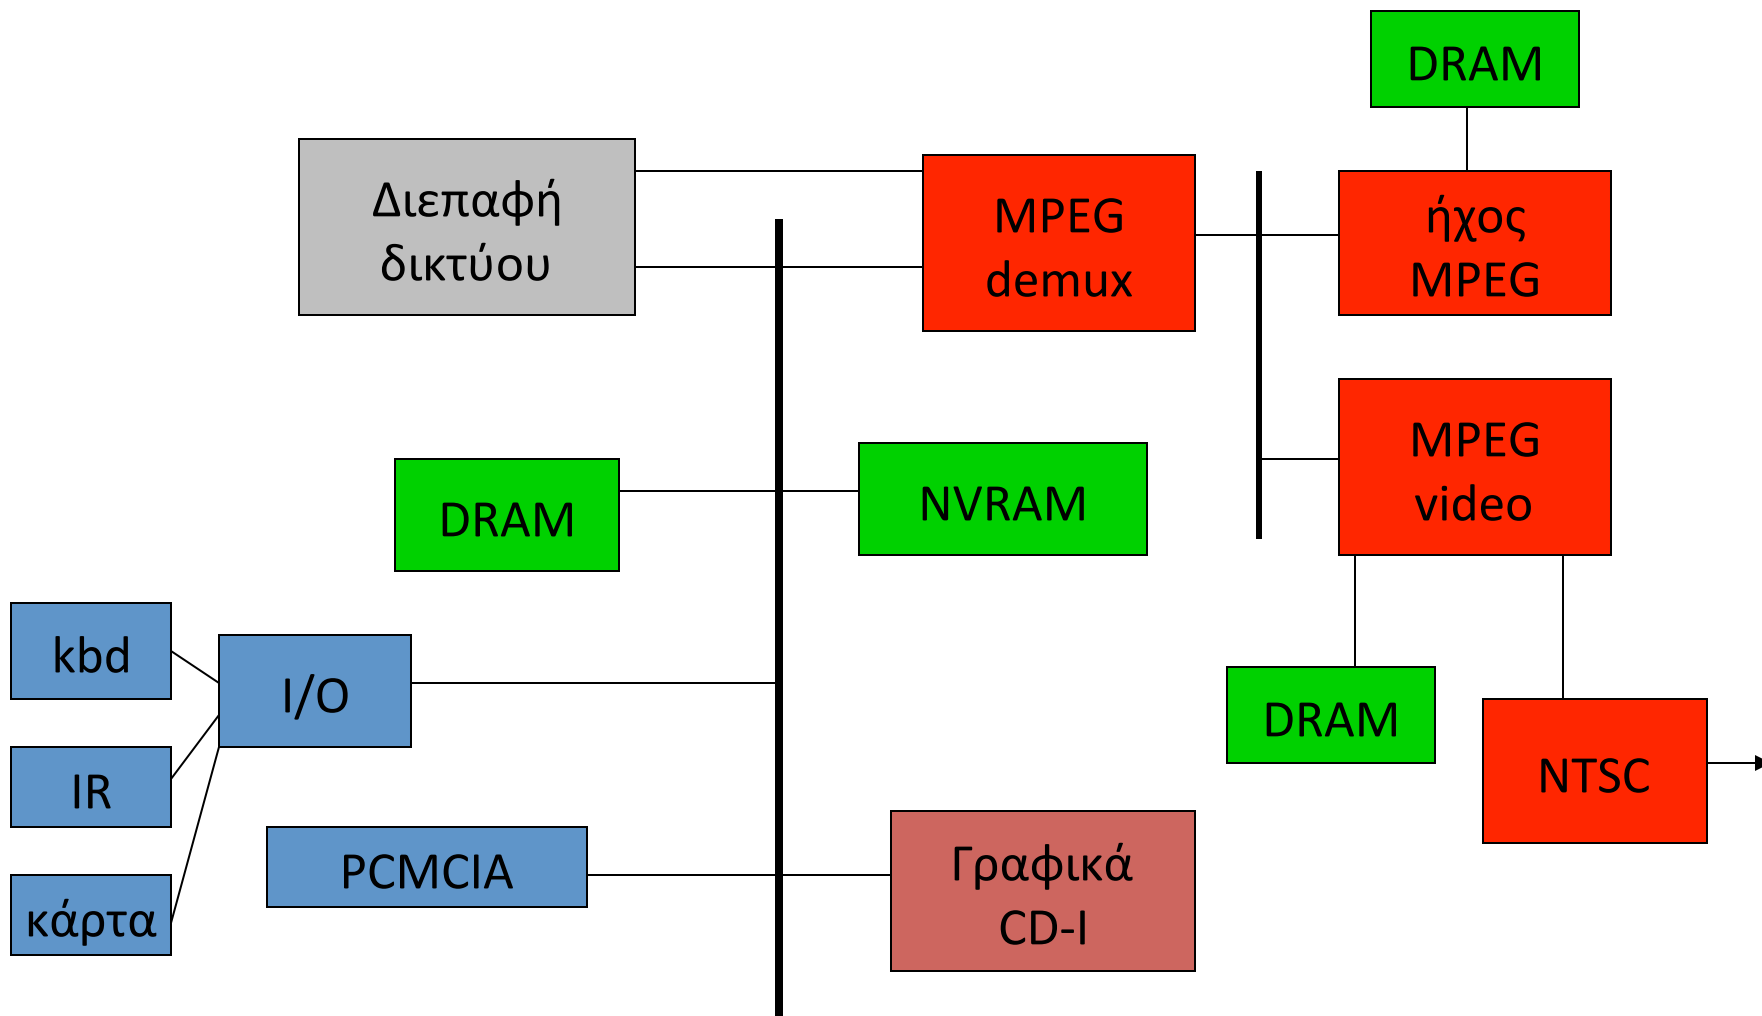 DRAM
Διεπαφή
δικτύου
MPEG
demux
ήχος
MPEG
MPEG
video
DRAM
NVRAM
kbd
I/O
IR
κάρτα
PCMCIA
DRAM
NTSC
Γραφικά
CD-I